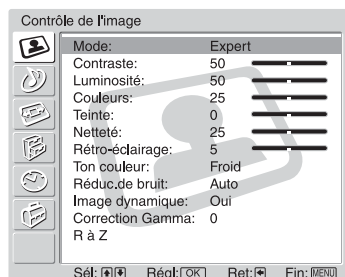 Contrôle de l'image
Mode: Expert
Contraste: 50
Luminosité: 50
Couleurs: 25
Teinte: 0
Netteté: 25
Rétro-éclairage: 5
Ton couleur: Froid
Réduc.de bruit: Auto
Image dynamique: Oui
Correction Gamma: 0
R à Z
Sél: Régl: OK Ret: Fin: MENU